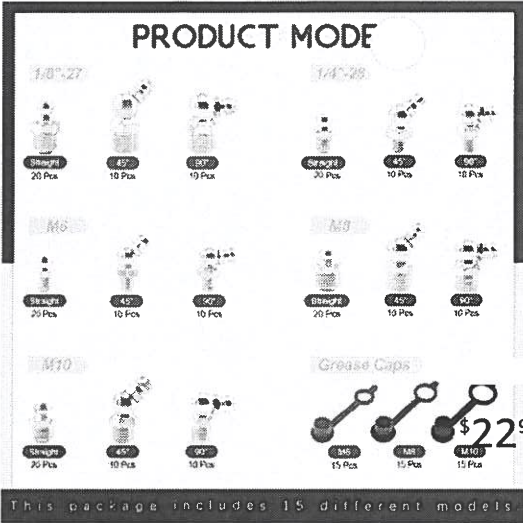 PRODUCT MODE
1/8"-27
1/4"-28
Straight 45° 90° Straight 45° 90°
20 Pcs 10 Pcs 10 Pcs 20 Pcs 10 Pcs 10 Pcs
M6 M8
Straight 45° 90° Straight 45° 90°
20 Pcs 10 Pcs 10 Pcs 20 Pcs 10 Pcs 10 Pcs
M10 Grease Caps
$22
Straight 45° 90° M6 M8 M10
20 Pcs 10 Pcs 10 Pcs 15 Pcs 15 Pcs 15 Pcs
This package includes 15 different models